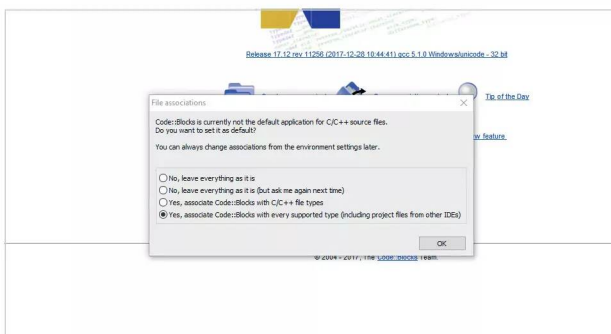 Release 17.12 rev 11256 (2017-12-28 10:44:41) gcc 5.1.0 Windows/unicode - 32 bit
Tip of the Day
File associations
w feature
Code::Blocks is currently not the default application for C/C++ source files.
Do you want to set it as default?
You can always change associations from the environment settings later.
No, leave everything as it is
No, leave everything as it is (but ask me again next time)
Yes, associate Code::Blocks with C/C++ file types
Yes, associate Code::Blocks with every supported type (including project files from other IDEs)
OK
© 2004 - 2017, The Code::Blocks Team.